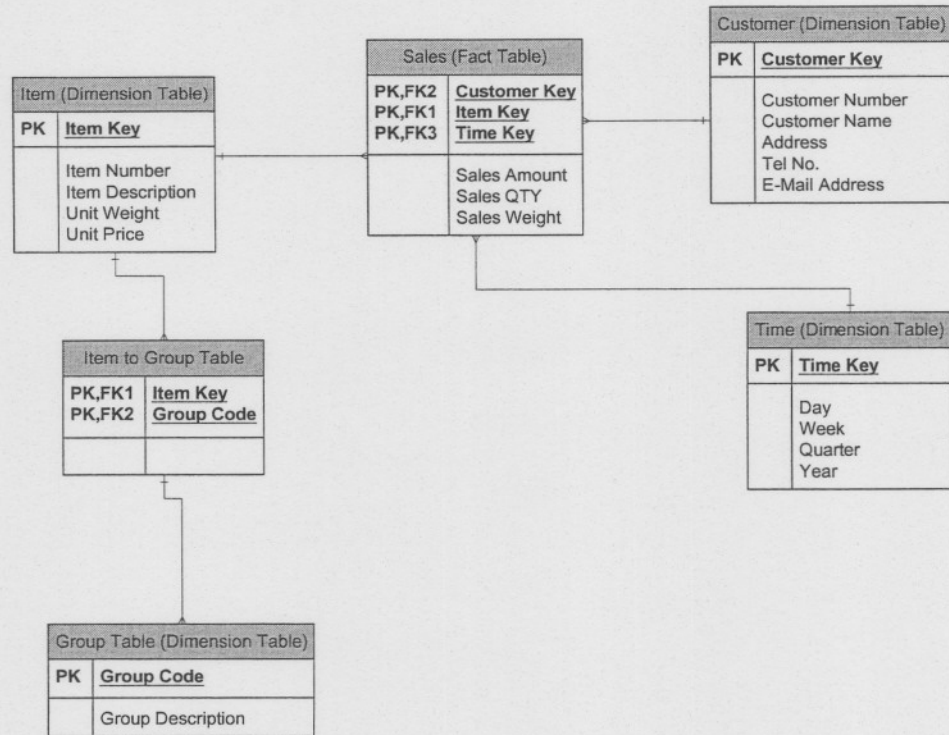 Customer (Dimension Table)
PK Customer Key
Customer Number
Customer Name
Address
Tel No.
E-Mail Address
Sales (Fact Table)
PK,FK2 Customer Key
PK,FK1 Item Key
PK,FK3 Time Key
Sales Amount
Sales QTY
Sales Weight
Item (Dimension Table)
PK Item Key
Item Number
Item Description
Unit Weight
Unit Price
Time (Dimension Table)
PK Time Key
Day
Week
Quarter
Year
Item to Group Table
PK,FK1 Item Key
PK,FK2 Group Code
Group Table (Dimension Table)
PK Group Code
Group Description